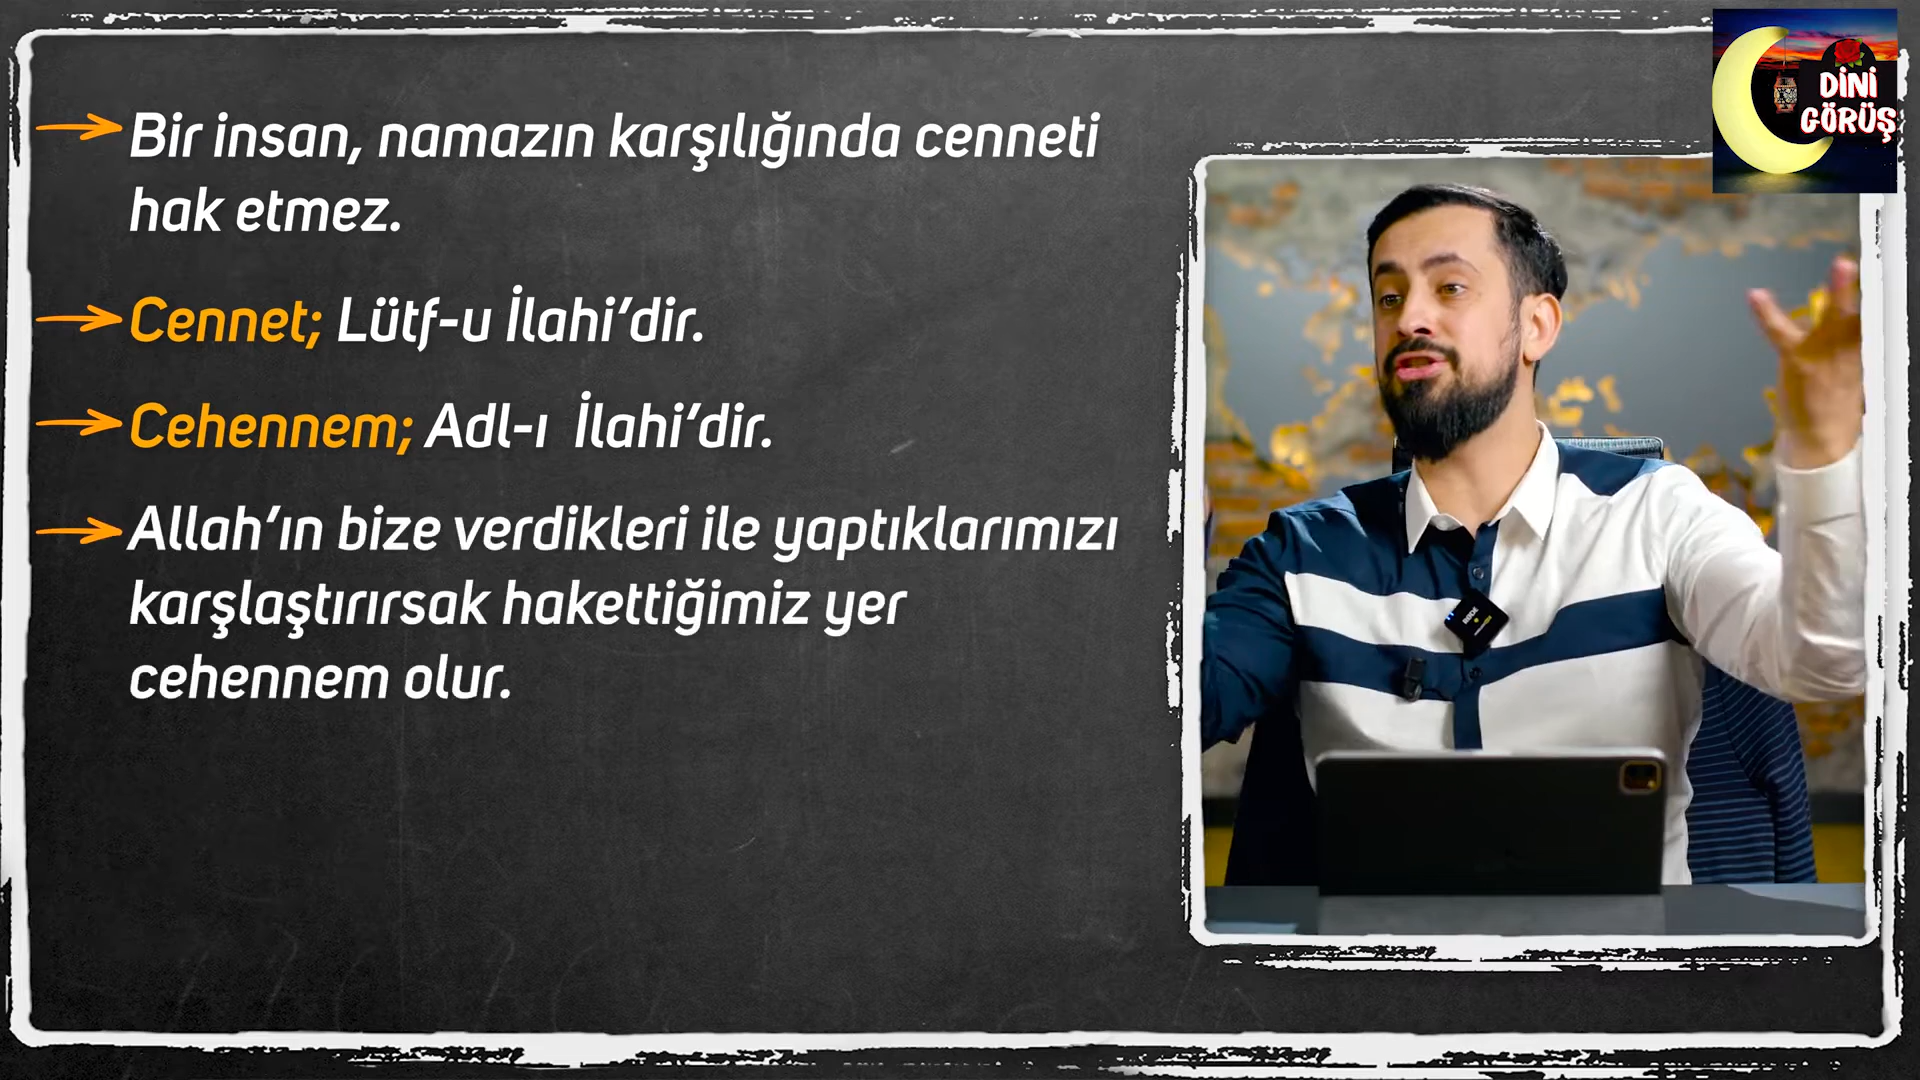 Bir insan, namazın karşılığında cenneti
hak etmez.
Cennet; Lütf-u İlahi’dir.
Cehennem; Adl-ı İlahi’dir.
Allah’ın bize verdikleri ile yaptıklarımızı
karşlaştırırsak hakettiğimiz yer
cehennem olur.
DİNİ
GÖRÜŞ
RØDE